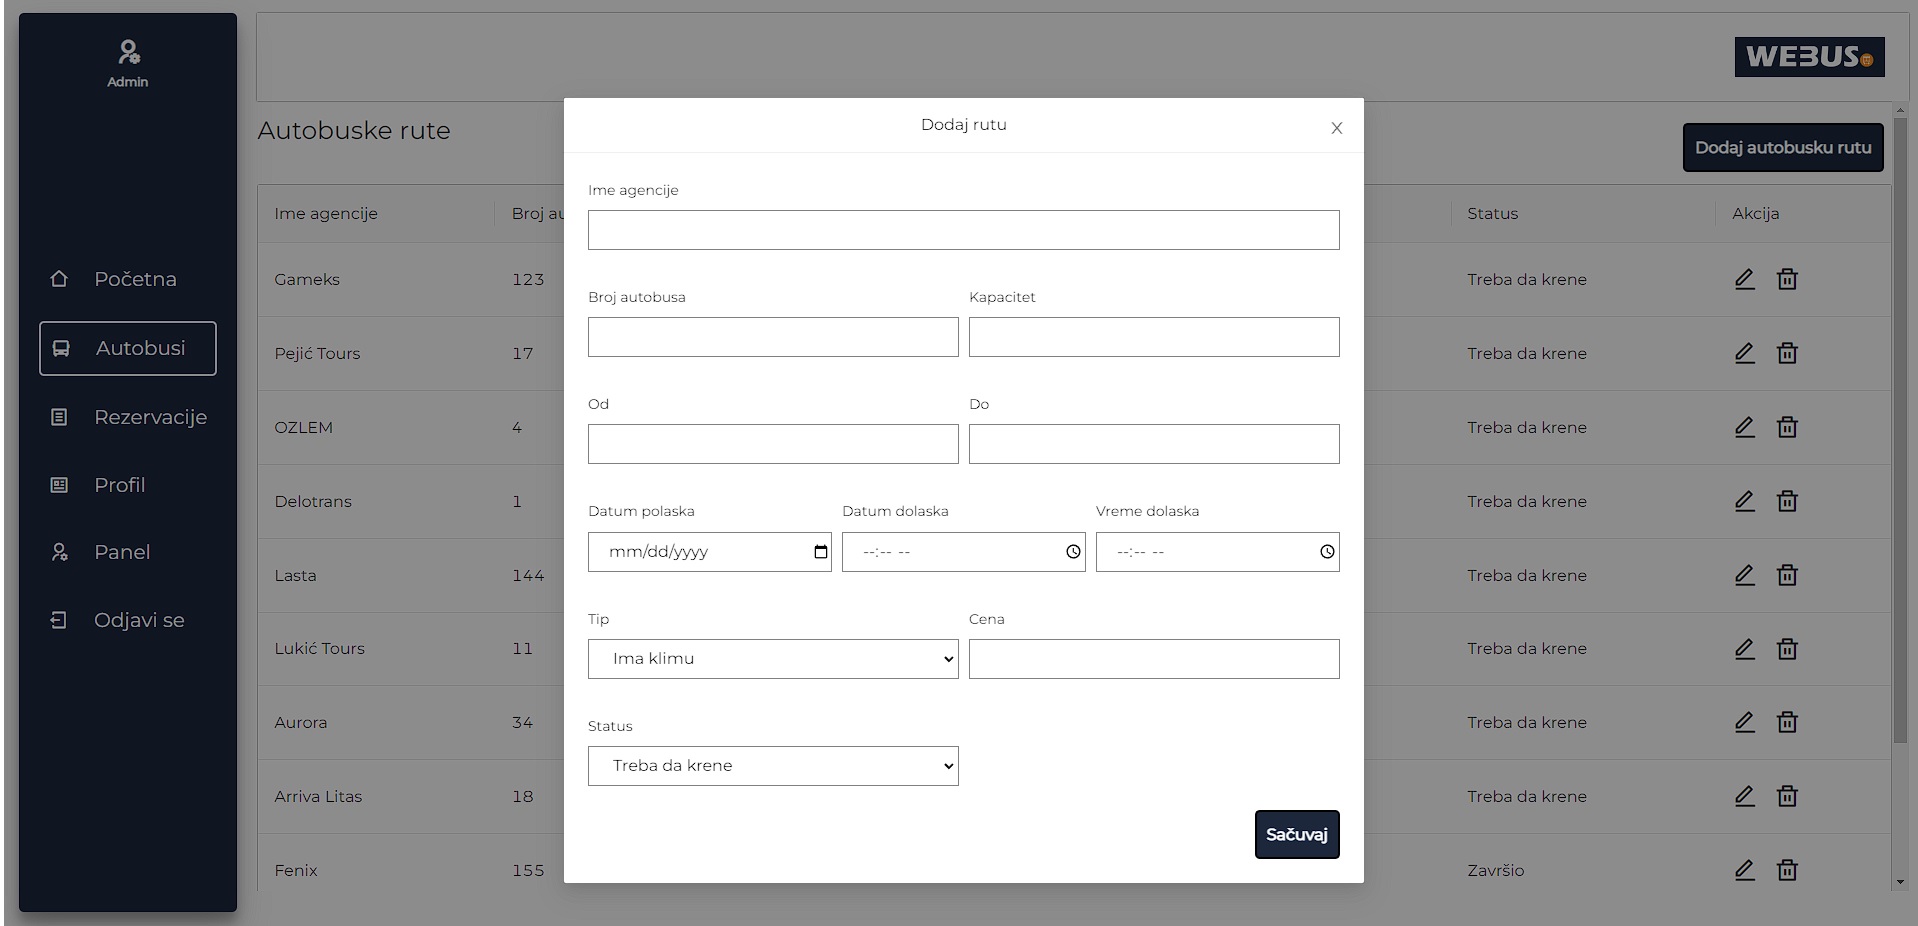 Admin
WEBUS
Autobuske rute
Dodaj autobusku rutu
Početna
Autobusi
Rezervacije
Profil
Panel
Odjavi se
Ime agencije Broj Status Akcija
Gameks 123 Treba da krene
Pejić Tours 17 Treba da krene
OZLEM 4 Treba da krene
Delotrans 1 Treba da krene
Lasta 144 Treba da krene
Lukić Tours 11 Treba da krene
Aurora 34 Treba da krene
Arriva Litas 18 Treba da krene
Fenix 155 Završio
Dodaj rutu X
Ime agencije
Broj autobusa Kapacitet
Od Do
Datum polaska Datum dolaska Vreme dolaska
mm/dd/yyyy --:-- -- --:-- --
Tip Cena
Ima klimu
Status
Treba da krene
Sačuvaj